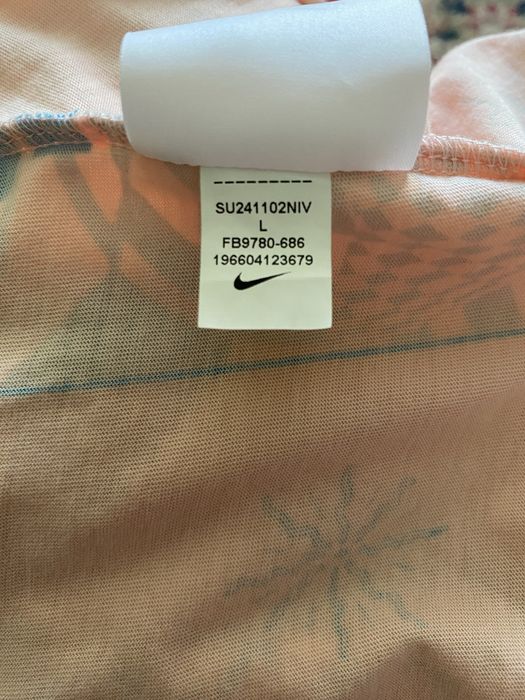 ----------
SU241102NIV
L
FB9780-686
196604123679